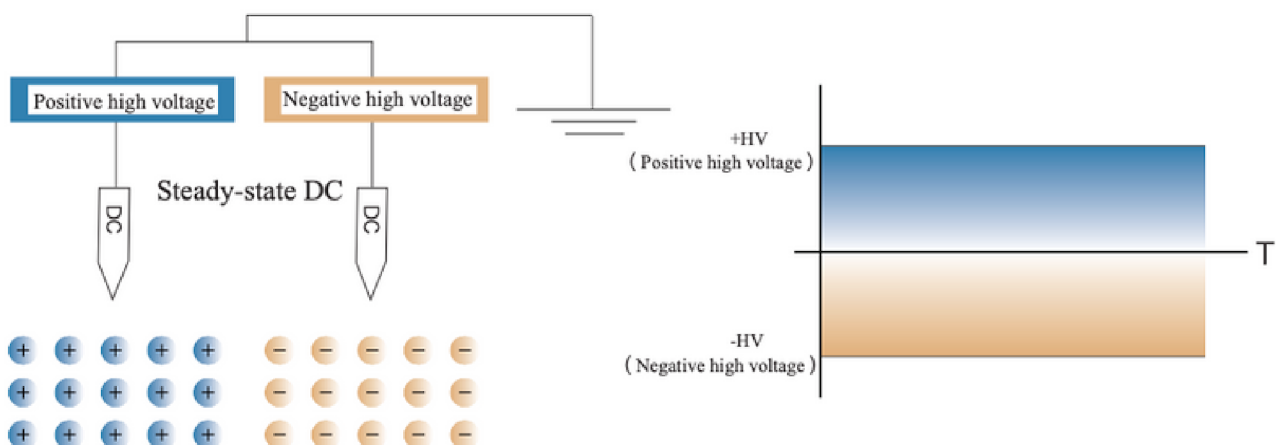 Positive high voltage
Negative high voltage
Steady-state DC
DC
DC
+ + + + +
− − − − −
+ + + + +
− − − − −
+ + + + +
− − − − −
+HV
( Positive high voltage )
T
-HV
( Negative high voltage )